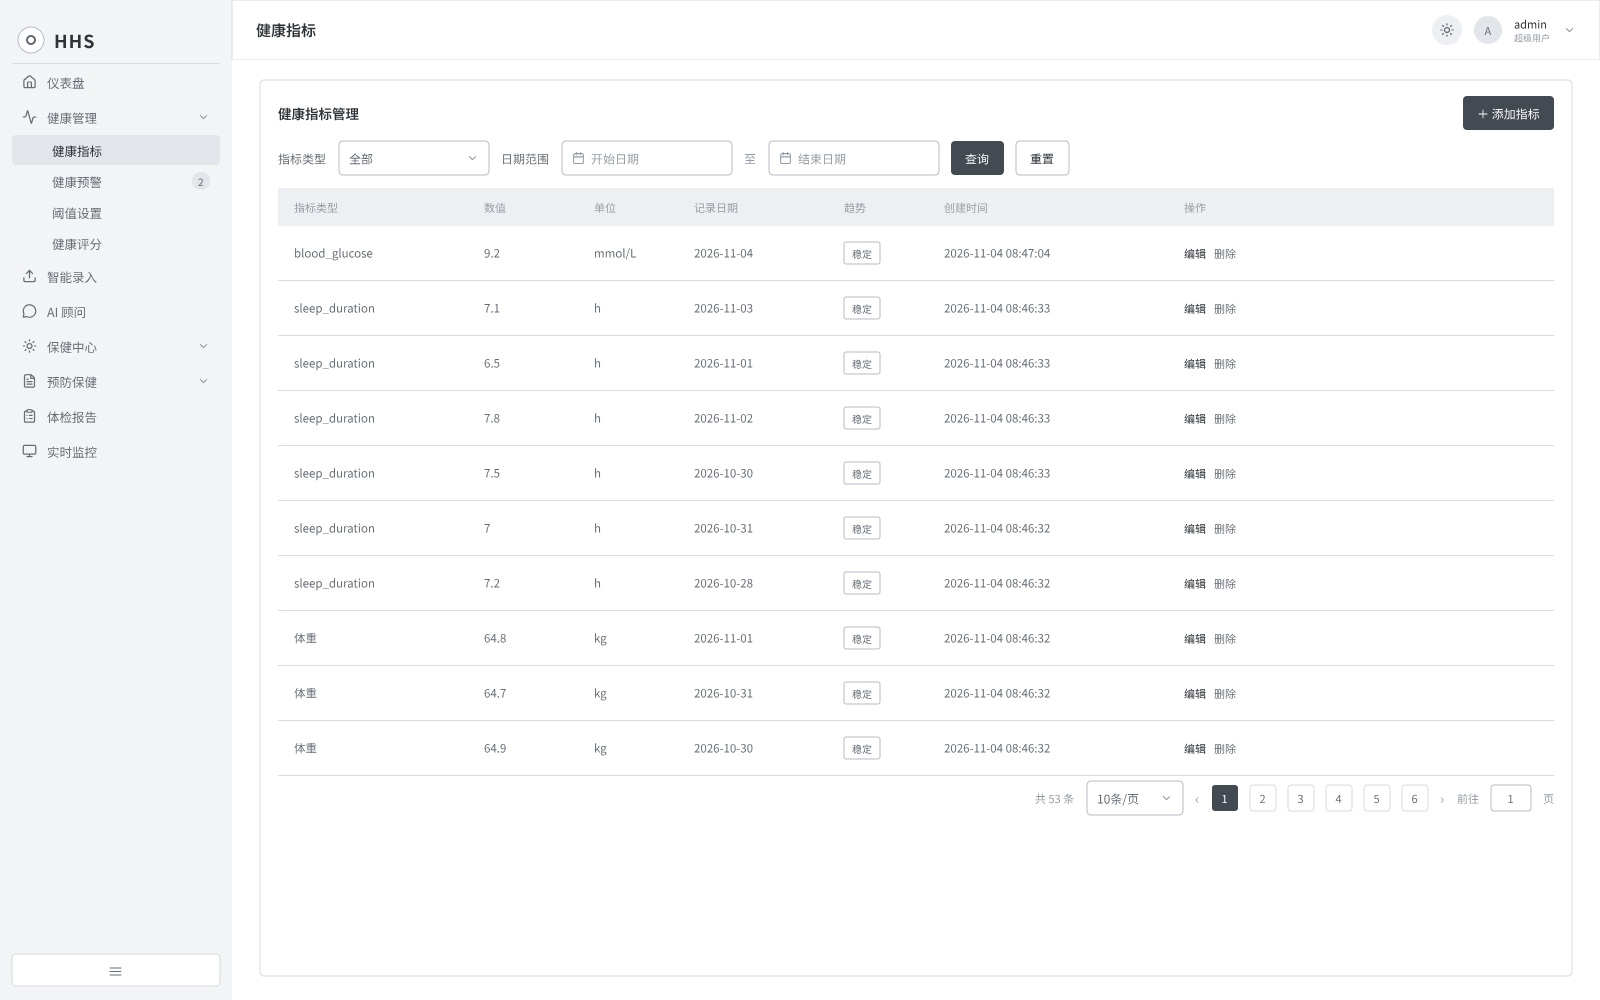 HHS
仪表盘
健康管理
健康指标
健康预警 2
阈值设置
健康评分
智能录入
AI 顾问
保健中心
预防保健
体检报告
实时监控
健康指标
A admin
超级用户
健康指标管理
添加指标
指标类型 全部 日期范围 开始日期 至 结束日期 查询 重置
指标类型 数值 单位 记录日期 趋势 创建时间 操作
blood_glucose 9.2 mmol/L 2026-11-04 稳定 2026-11-04 08:47:04 编辑 删除
sleep_duration 7.1 h 2026-11-03 稳定 2026-11-04 08:46:33 编辑 删除
sleep_duration 6.5 h 2026-11-01 稳定 2026-11-04 08:46:33 编辑 删除
sleep_duration 7.8 h 2026-11-02 稳定 2026-11-04 08:46:33 编辑 删除
sleep_duration 7.5 h 2026-10-30 稳定 2026-11-04 08:46:33 编辑 删除
sleep_duration 7 h 2026-10-31 稳定 2026-11-04 08:46:32 编辑 删除
sleep_duration 7.2 h 2026-10-28 稳定 2026-11-04 08:46:32 编辑 删除
体重 64.8 kg 2026-11-01 稳定 2026-11-04 08:46:32 编辑 删除
体重 64.7 kg 2026-10-31 稳定 2026-11-04 08:46:32 编辑 删除
体重 64.9 kg 2026-10-30 稳定 2026-11-04 08:46:32 编辑 删除
共 53 条 10条/页 ‹ 1 2 3 4 5 6 › 前往 1 页